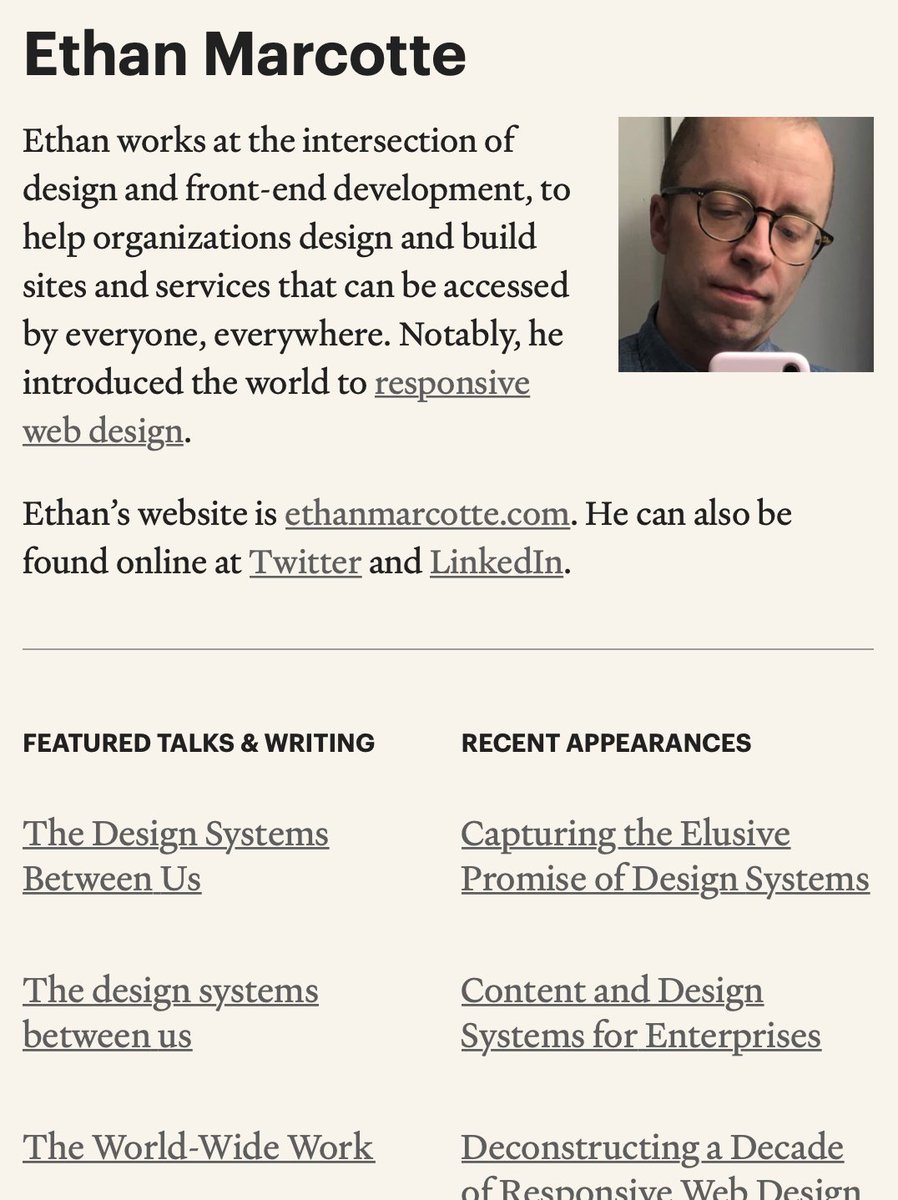 Ethan Marcotte
Ethan works at the intersection of
design and front-end development, to
help organizations design and build
sites and services that can be accessed
by everyone, everywhere. Notably, he
introduced the world to responsive
web design.
Ethan’s website is ethanmarcotte.com. He can also be
found online at Twitter and LinkedIn.
FEATURED TALKS & WRITING
The Design Systems
Between Us
The design systems
between us
The World-Wide Work
RECENT APPEARANCES
Capturing the Elusive
Promise of Design Systems
Content and Design
Systems for Enterprises
Deconstructing a Decade
of Responsive Web Design